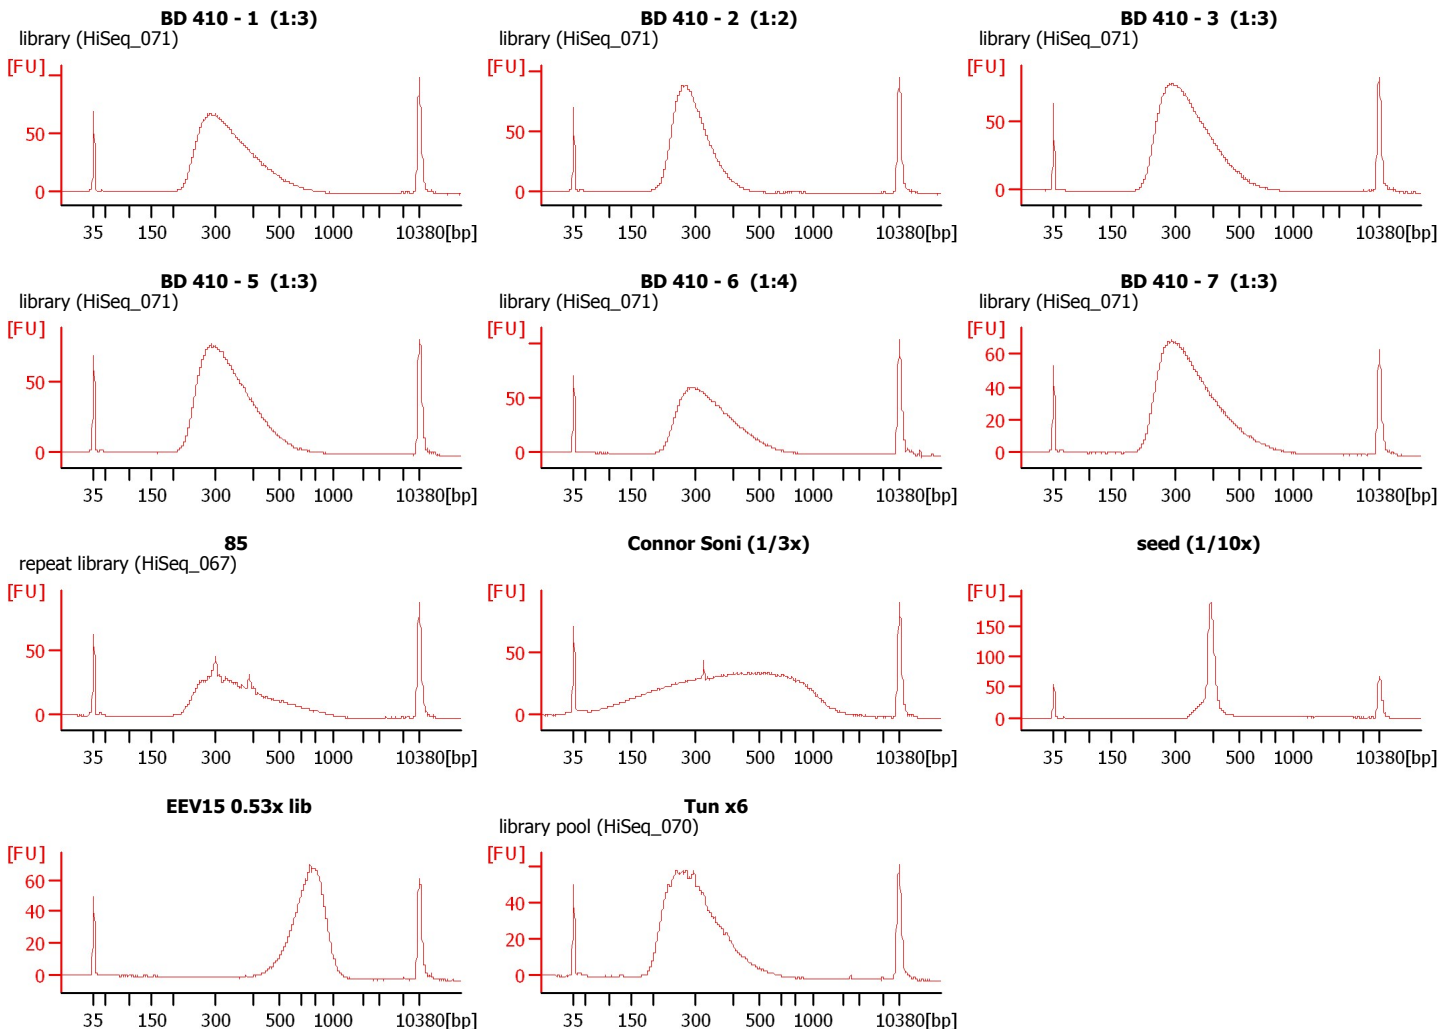 BD 410 - 1 (1:3)
library (HiSeq_071)
[FU]
50
0
35 150 300 500 1000 10380[bp]
BD 410 - 2 (1:2)
library (HiSeq_071)
[FU]
50
0
35 150 300 500 1000 10380[bp]
BD 410 - 3 (1:3)
library (HiSeq_071)
[FU]
50
0
35 150 300 500 1000 10380[bp]
BD 410 - 5 (1:3)
library (HiSeq_071)
[FU]
50
0
35 150 300 500 1000 10380[bp]
BD 410 - 6 (1:4)
library (HiSeq_071)
[FU]
50
0
35 150 300 500 1000 10380[bp]
BD 410 - 7 (1:3)
library (HiSeq_071)
[FU]
60
40
20
0
35 150 300 500 1000 10380[bp]
85
repeat library (HiSeq_067)
[FU]
50
0
35 150 300 500 1000 10380[bp]
Connor Soni (1/3x)
[FU]
50
0
35 150 300 500 1000 10380[bp]
seed (1/10x)
[FU]
150
100
50
0
35 150 300 500 1000 10380[bp]
EEV15 0.53x lib
[FU]
60
40
20
0
35 150 300 500 1000 10380[bp]
Tun x6
library pool (HiSeq_070)
[FU]
40
20
0
35 150 300 500 1000 10380[bp]